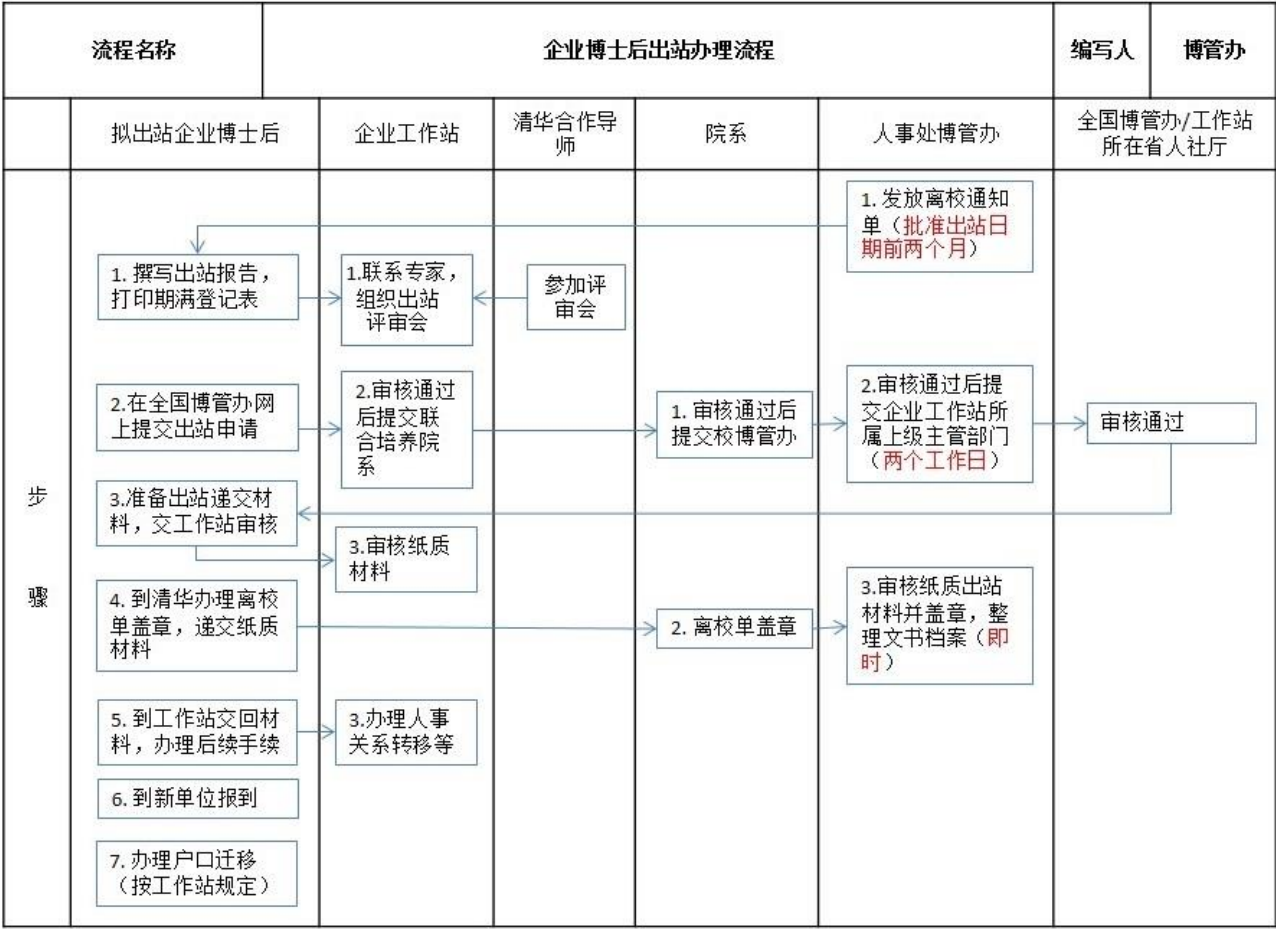 流程名称
企业博士后出站办理流程
编写人
博管办
拟出站企业博士后
企业工作站
清华合作导
师
院系
人事处博管办
全国博管办/工作站
所在省人社厅
步
骤
1. 发放离校通知
单（批准出站日
期前两个月）
1. 撰写出站报告，
打印期满登记表
1.联系专家，
组织出站
评审会
参加评
审会
2.在全国博管办网
上提交出站申请
2.审核通过
后提交联
合培养院
系
1. 审核通过后
提交校博管办
2.审核通过后提
交企业工作站所
属上级主管部门
（两个工作日）
审核通过
3.准备出站递交材
料，交工作站审核
3.审核纸质
材料
4. 到清华办理离校
单盖章，递交纸质
材料
2. 离校单盖章
3.审核纸质出站
材料并盖章，整
理文书档案（即
时）
5. 到工作站交回材
料，办理后续手续
3.办理人事
关系转移等
6. 到新单位报到
7. 办理户口迁移
（按工作站规定）